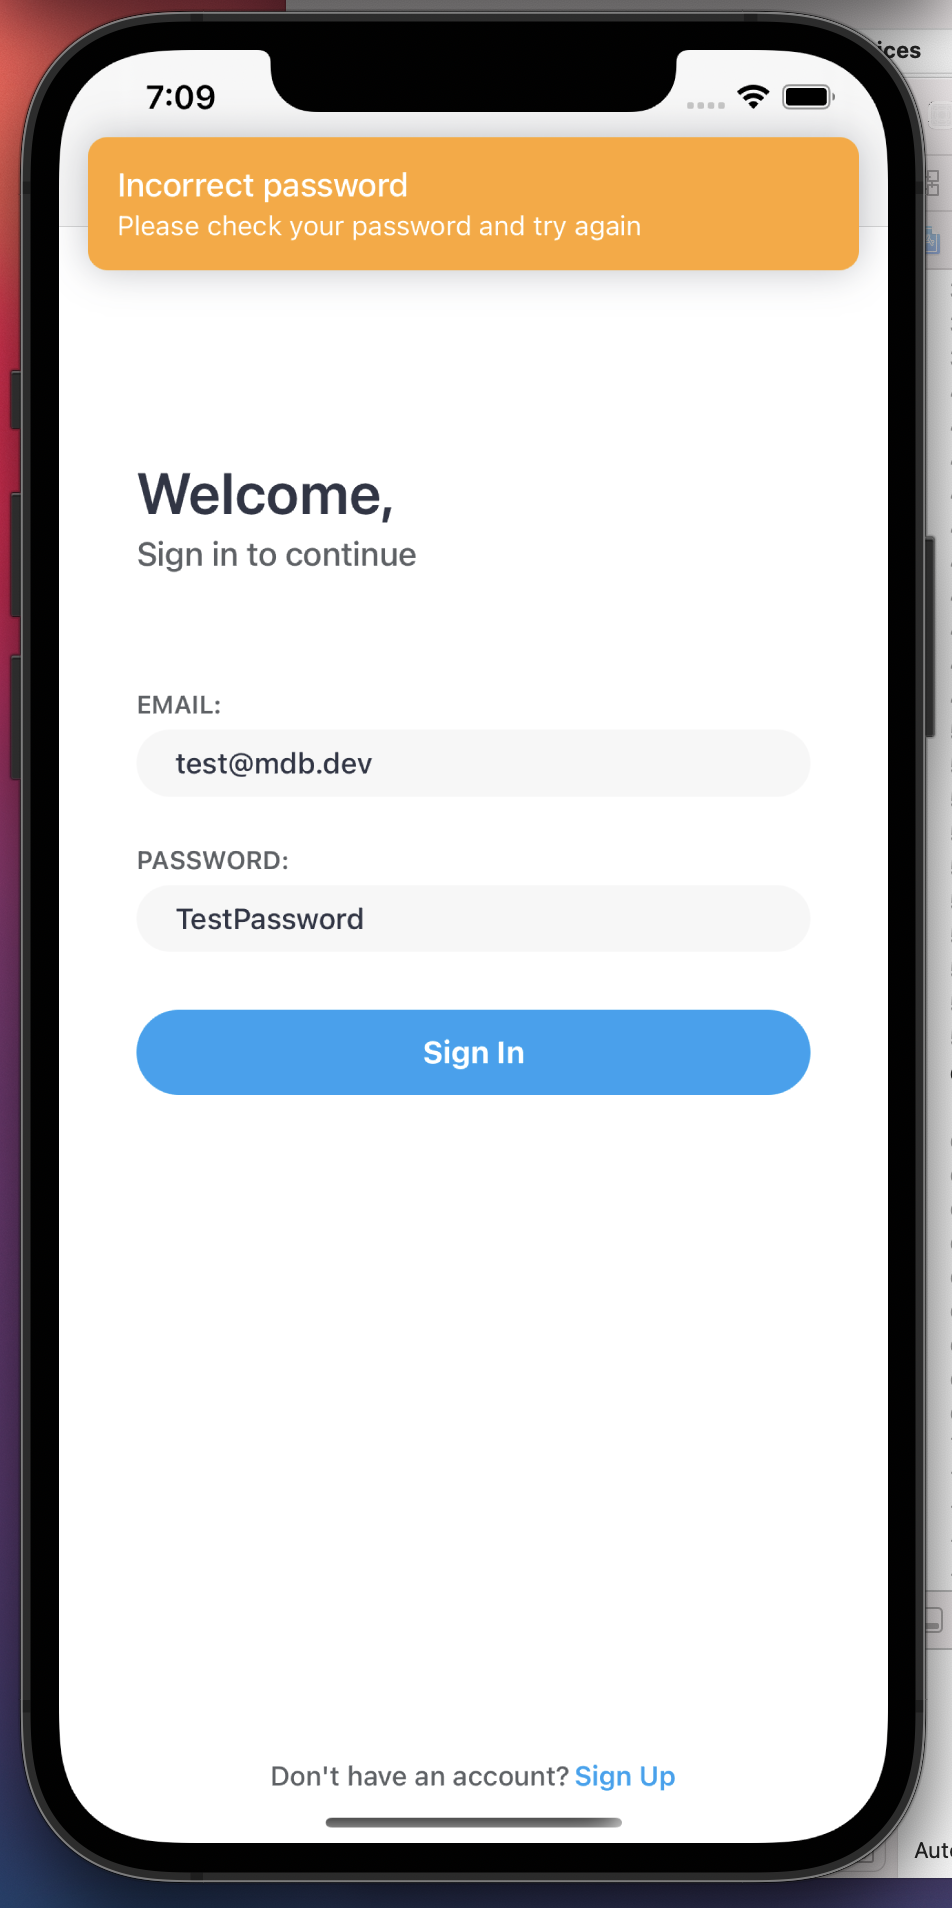 ices
7:09
Incorrect password
Please check your password and try again
Welcome,
Sign in to continue
EMAIL:
test@mdb.dev
PASSWORD:
TestPassword
Sign In
Don't have an account? Sign Up
Auto